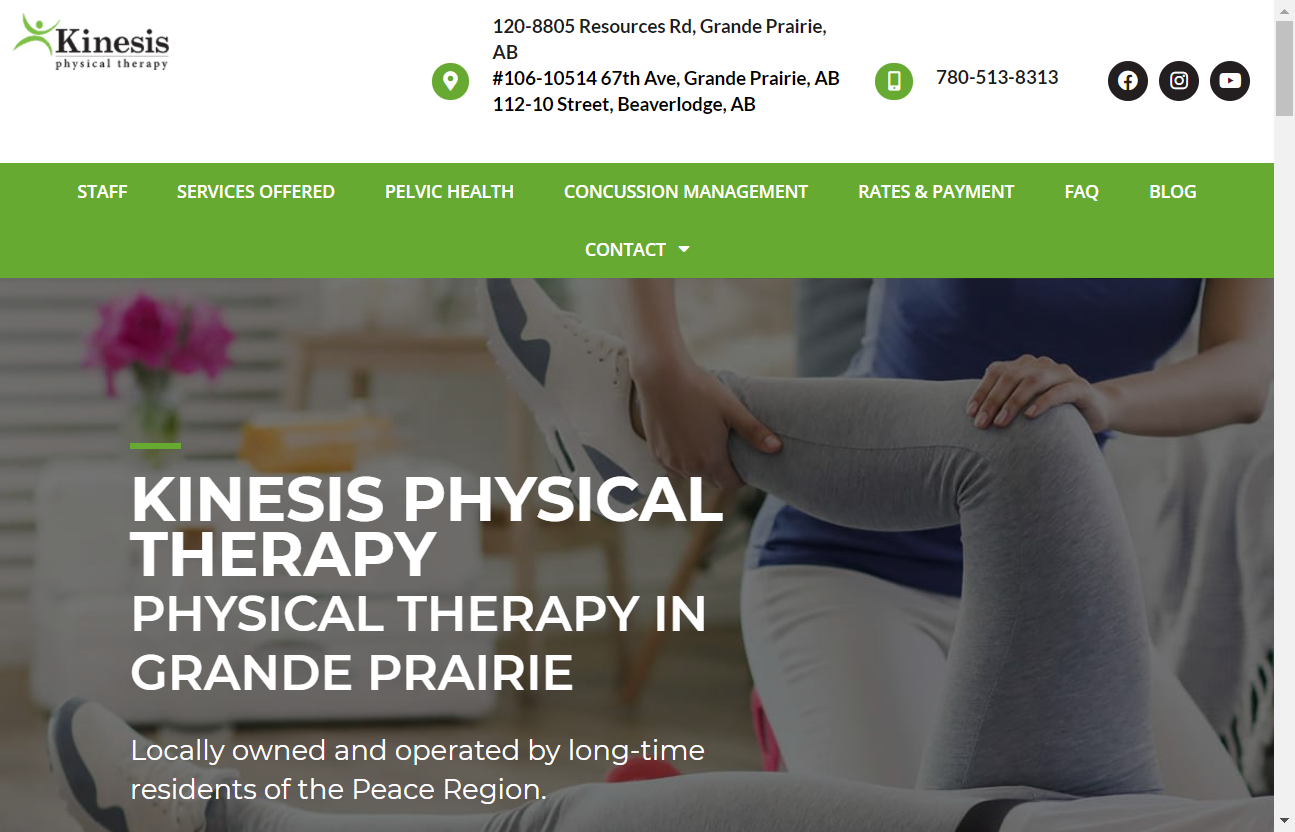 Kinesis
physical therapy
120-8805 Resources Rd, Grande Prairie,
AB
#106-10514 67th Ave, Grande Prairie, AB
112-10 Street, Beaverlodge, AB
780-513-8313
STAFF SERVICES OFFERED PELVIC HEALTH CONCUSSION MANAGEMENT RATES & PAYMENT FAQ BLOG
CONTACT
KINESIS PHYSICAL
THERAPY
PHYSICAL THERAPY IN
GRANDE PRAIRIE
Locally owned and operated by long-time
residents of the Peace Region.